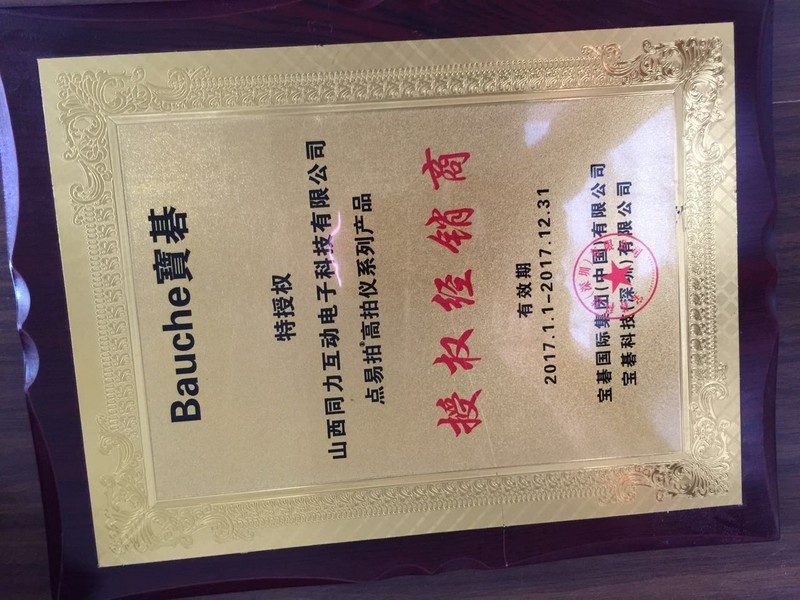 Bauche寶碁
特授权
山西同力互动电子科技有限公司
点易拍®高拍仪系列产品
授权经销商
有效期
2017.1.1-2017.12.31
宝碁国际集团(中国)有限公司
宝碁科技(深圳)有限公司